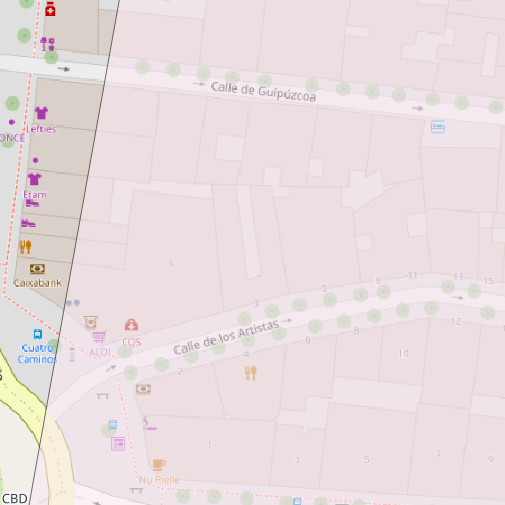 Calle de Guipúzcoa
Lefties
ONCE
Etam
6
Caixabank
11
13
15
9
5
3
CQS
Cuatro
Caminos
ALDI
Calle de los Artistas
12
8
6
10
4
2
1
3
5
7
9
Nu Rielle
CBD